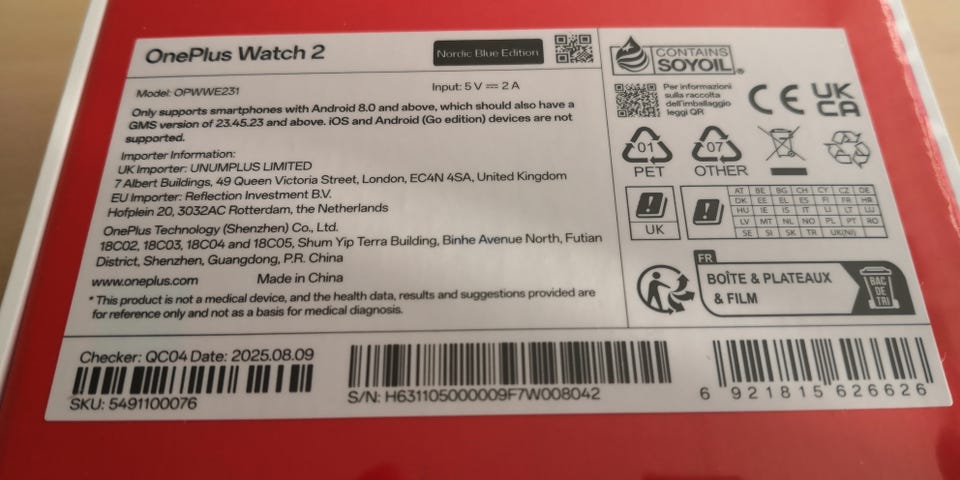 OnePlus Watch 2
Nordic Blue Edition
Model: OPWWE231
Input: 5 V ⎓ 2 A
Only supports smartphones with Android 8.0 and above, which should also have a
GMS version of 23.45.23 and above. iOS and Android (Go edition) devices are not
supported.
Importer Information:
UK Importer: UNUMPLUS LIMITED
7 Albert Buildings, 49 Queen Victoria Street, London, EC4N 4SA, United Kingdom
EU Importer: Reflection Investment B.V.
Hofplein 20, 3032AC Rotterdam, the Netherlands
OnePlus Technology (Shenzhen) Co., Ltd.
18C02, 18C03, 18C04 and 18C05, Shum Yip Terra Building, Binhe Avenue North, Futian
District, Shenzhen, Guangdong, P.R. China
www.oneplus.com
Made in China
* This product is not a medical device, and the health data, results and suggestions provided are
for reference only and not as a basis for medical diagnosis.
CONTAINS
SOYOIL®
Per informazioni
sulla raccolta
dell'imballaggio
leggi QR
CE
UK
CA
01
PET
07
OTHER
UK
AT BE BG CH CY CZ DE
DK EE EL ES FI FR HR
HU IE IS IT LI LT LU
LV MT NL NO PL PT RO
SE SI SK TR UK(NI)
FR
BOÎTE & PLATEAUX
& FILM
BAC
DE
TRI
Checker: QC04 Date: 2025.08.09
SKU: 5491100076
S/N: H631105000009F7W008042
6 921815 626626